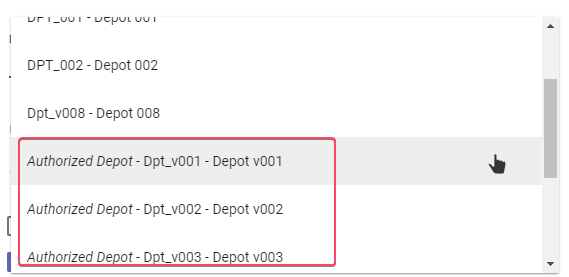 DPT_001 - Depot 001
DPT_002 - Depot 002
Dpt_v008 - Depot 008
Authorized Depot - Dpt_v001 - Depot v001
Authorized Depot - Dpt_v002 - Depot v002
Authorized Depot - Dpt_v003 - Depot v003